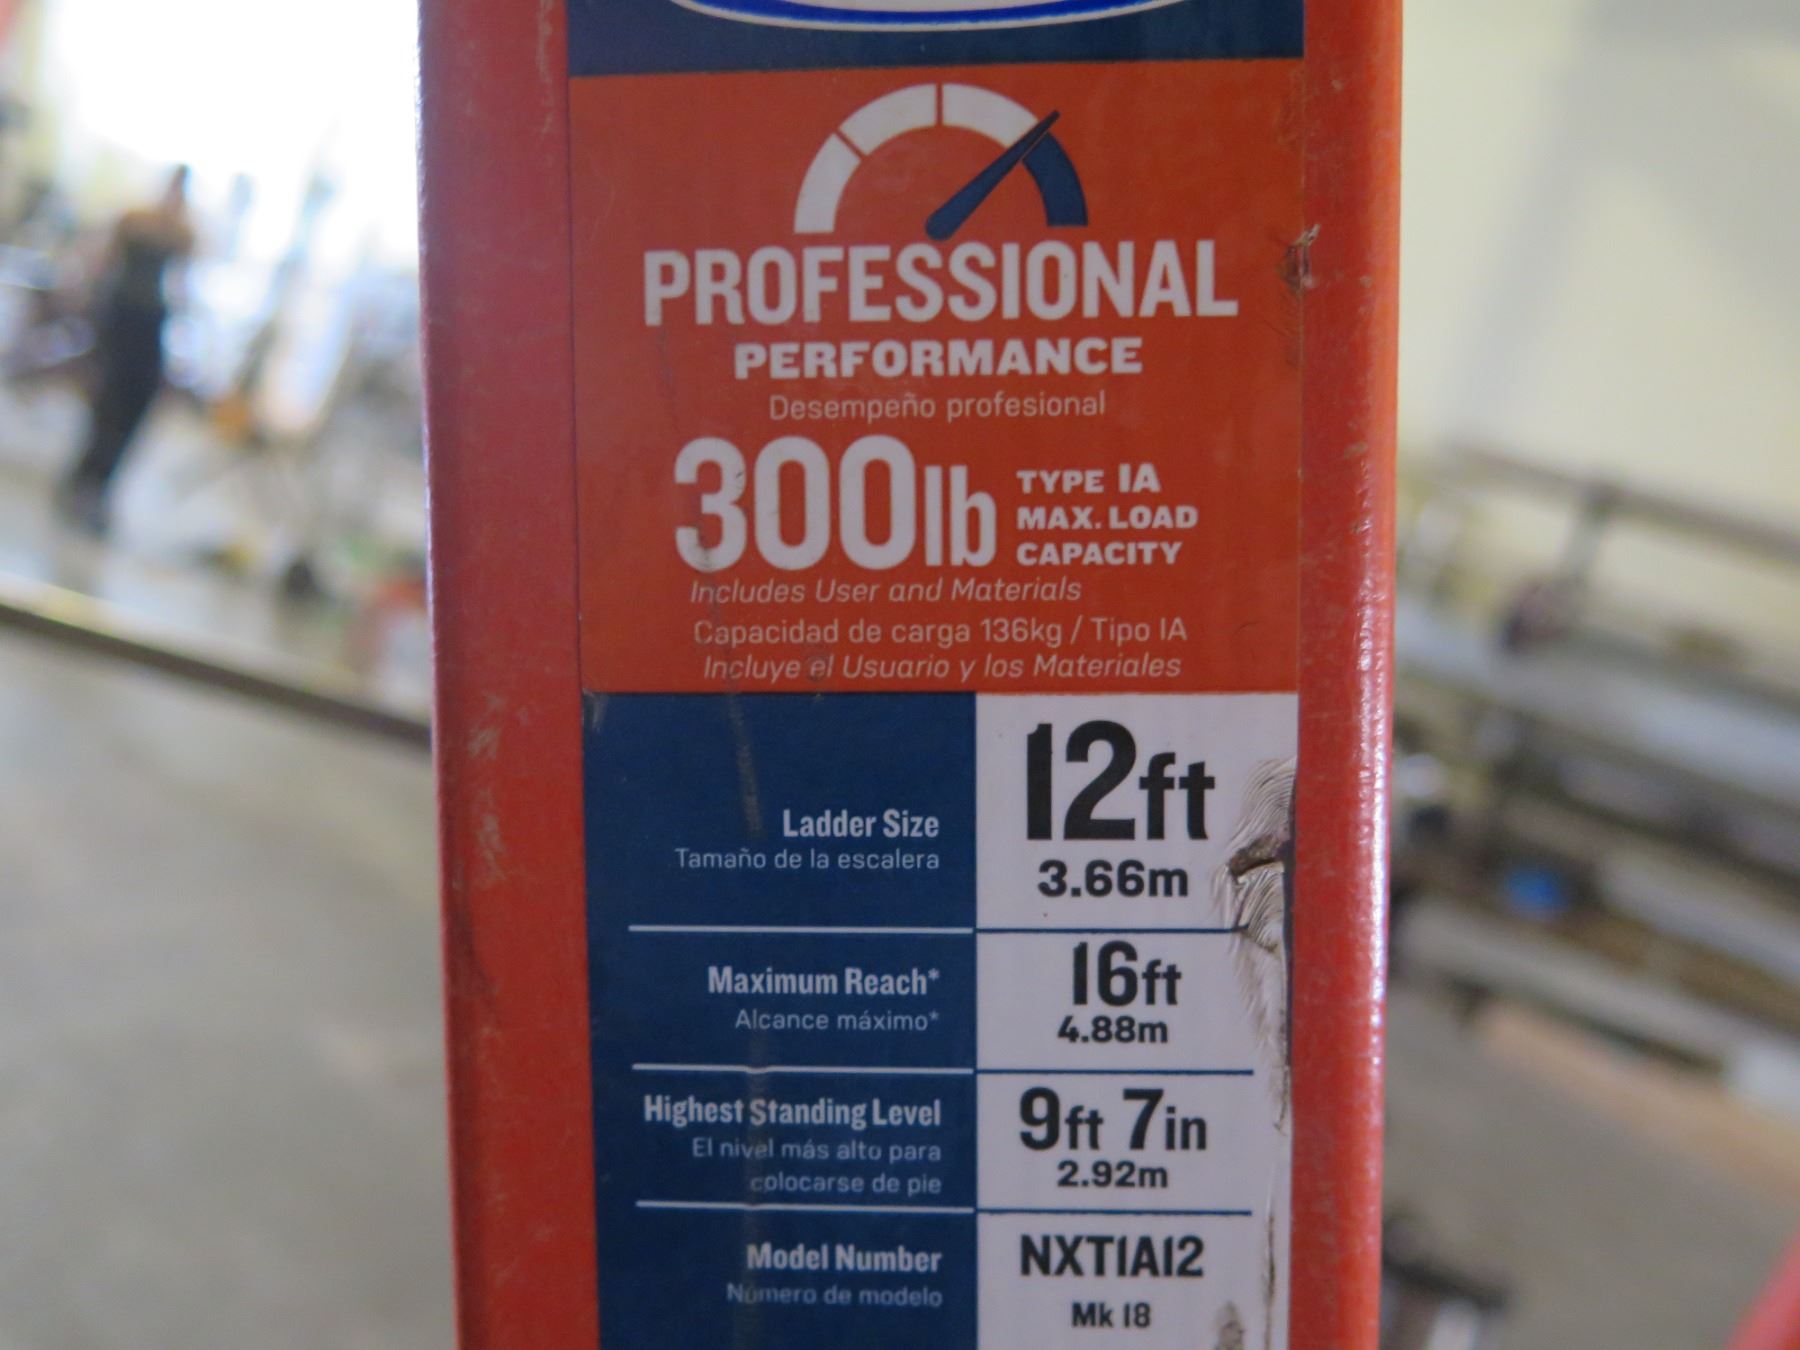 PROFESSIONAL
PERFORMANCE
Desempeño profesional
300lb TYPE IA
MAX. LOAD
CAPACITY
Includes User and Materials
Capacidad de carga 136kg / Tipo IA
Incluye el Usuario y los Materiales
Ladder Size
Tamaño de la escalera
12ft
3.66m
Maximum Reach*
Alcance máximo*
16ft
4.88m
Highest Standing Level
El nivel más alto para
colocarse de pie
9ft 7in
2.92m
Model Number
Número de modelo
NXT1A12
Mk 18